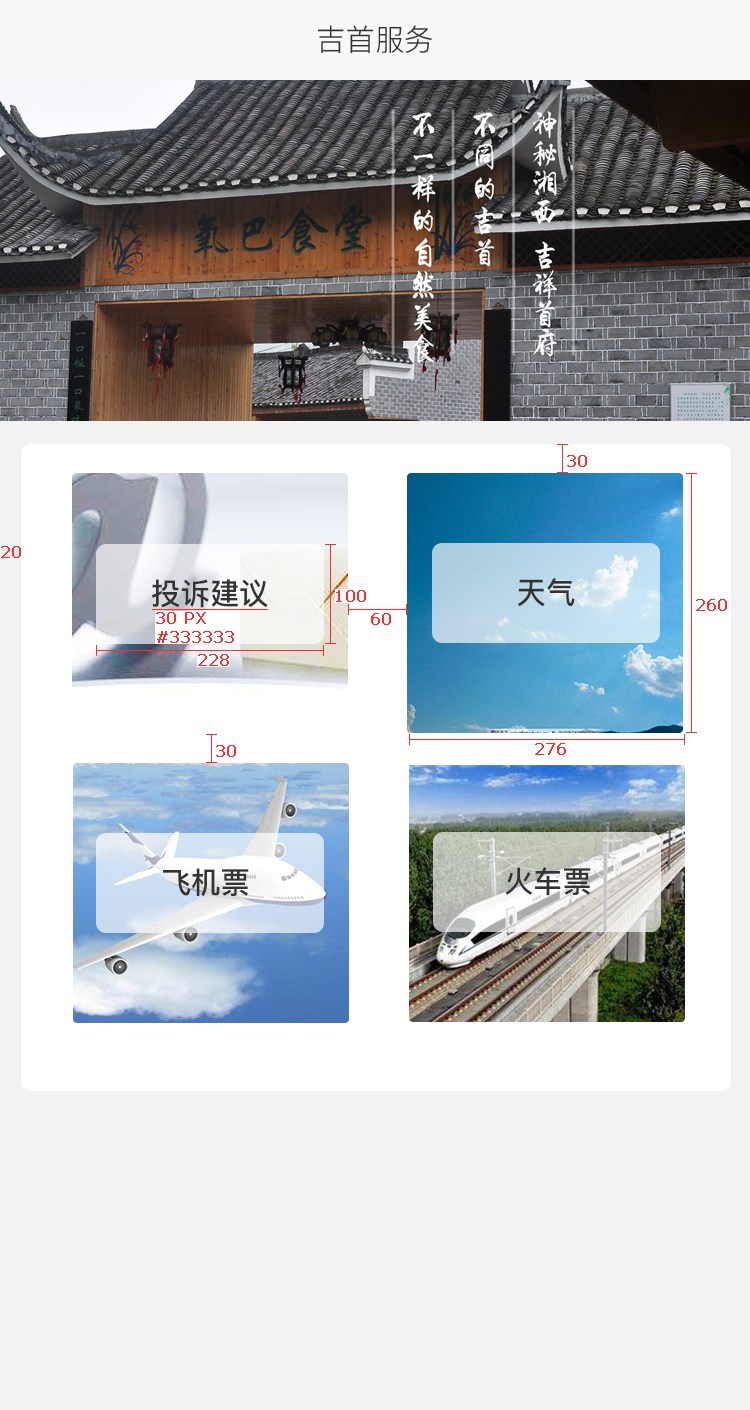 吉首服务
神秘湘西 吉祥首府
不同的吉首
不一样的自然美食
氧巴食堂
30
20
投诉建议
30 PX
#333333
100
228
60
天气
260
276
30
飞机票
火车票